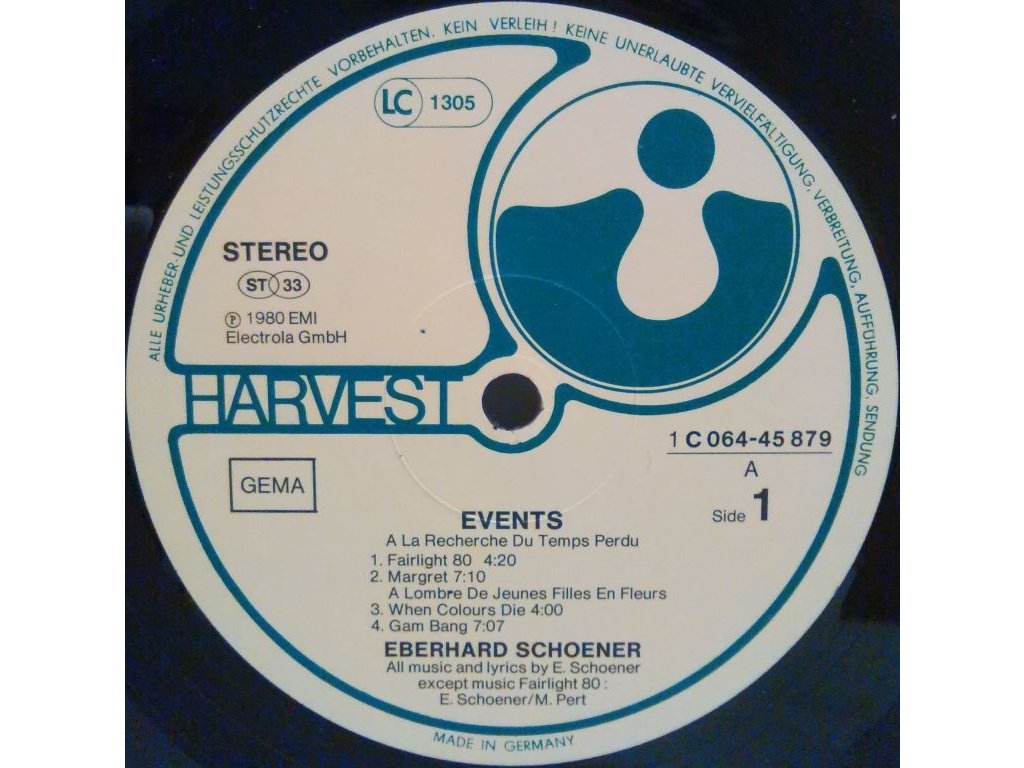 ALLE URHEBER- UND LEISTUNGSSCHUTZRECHTE VORBEHALTEN. KEIN VERLEIH! KEINE UNERLAUBTE VERVIELFÄLTIGUNG, VERBREITUNG, AUFFÜHRUNG, SENDUNG
LC 1305
STEREO
ST 33
℗ 1980 EMI
Electrola GmbH
HARVEST
1 C 064-45 879
A
Side 1
GEMA
EVENTS
A La Recherche Du Temps Perdu
1. Fairlight 80 4:20
2. Margret 7:10
A Lombre De Jeunes Filles En Fleurs
3. When Colours Die 4:00
4. Gam Bang 7:07
EBERHARD SCHOENER
All music and lyrics by E. Schoener
except music Fairlight 80 :
E. Schoener/M. Pert
MADE IN GERMANY